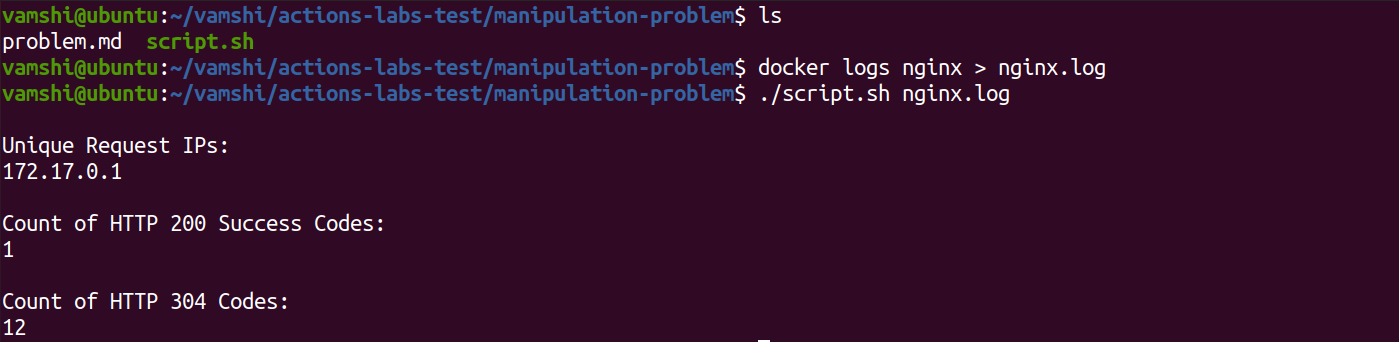 vamshi@ubuntu:~/vamshi/actions-labs-test/manipulation-problem$ ls
problem.md  script.sh
vamshi@ubuntu:~/vamshi/actions-labs-test/manipulation-problem$ docker logs nginx > nginx.log
vamshi@ubuntu:~/vamshi/actions-labs-test/manipulation-problem$ ./script.sh nginx.log
Unique Request IPs:
172.17.0.1
Count of HTTP 200 Success Codes:
1
Count of HTTP 304 Codes:
12